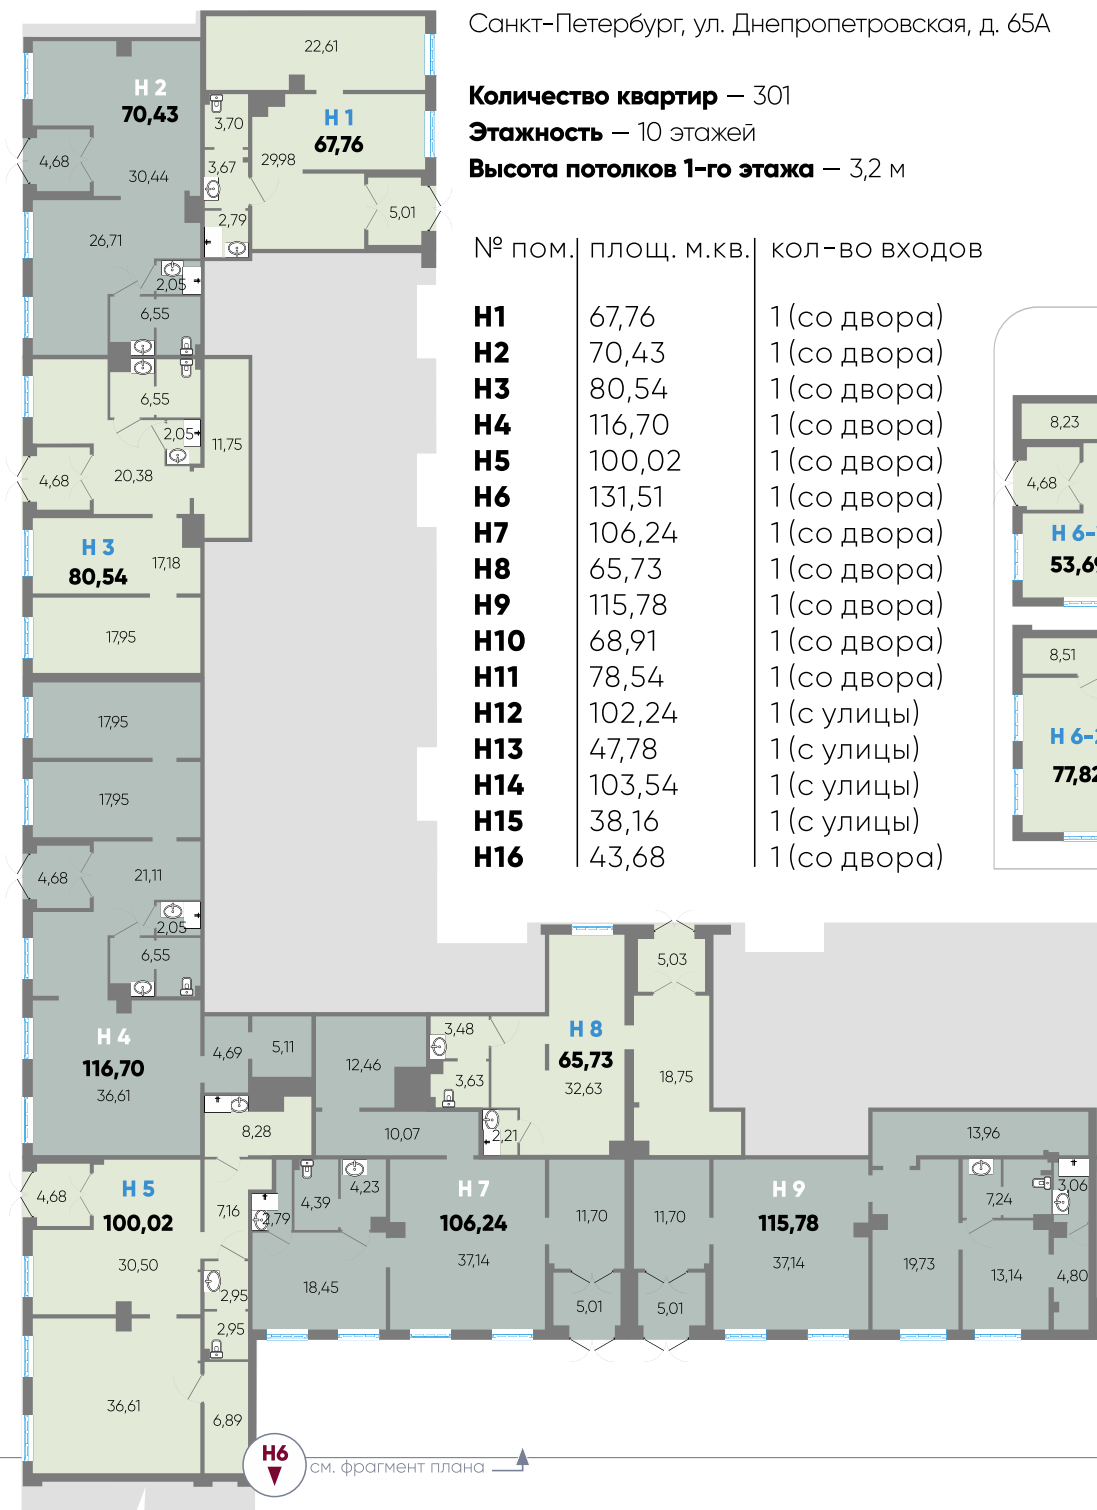 Санкт-Петербург, ул. Днепропетровская, д. 65А
Количество квартир – 301
Этажность – 10 этажей
Высота потолков 1-го этажа – 3,2 м
№ пом. площ. м.кв. кол-во входов
Н1 67,76 1 (со двора)
Н2 70,43 1 (со двора)
Н3 80,54 1 (со двора)
Н4 116,70 1 (со двора)
Н5 100,02 1 (со двора)
Н6 131,51 1 (со двора)
Н7 106,24 1 (со двора)
Н8 65,73 1 (со двора)
Н9 115,78 1 (со двора)
Н10 68,91 1 (со двора)
Н11 78,54 1 (со двора)
Н12 102,24 1 (с улицы)
Н13 47,78 1 (с улицы)
Н14 103,54 1 (с улицы)
Н15 38,16 1 (с улицы)
Н16 43,68 1 (со двора)
22,61
Н 1
67,76
3,70
29,98
3,67
2,79
5,01
Н 2
70,43
4,68
30,44
26,71
2,05
6,55
6,55
2,05
11,75
4,68
20,38
Н 3
80,54
17,18
17,95
17,95
17,95
4,68
21,11
2,05
6,55
Н 4
116,70
36,61
4,69
5,11
8,28
4,68
Н 5
100,02
30,50
7,16
2,95
2,95
36,61
6,89
12,46
10,07
2,79
4,39
4,23
Н 7
106,24
37,14
18,45
11,70
5,01
3,48
3,63
2,21
Н 8
65,73
32,63
5,03
18,75
11,70
5,01
Н 9
115,78
37,14
13,96
19,73
7,24
3,06
13,14
4,80
8,23
4,68
Н 6-
53,6
8,51
Н 6-
77,82
Н6
см. фрагмент плана